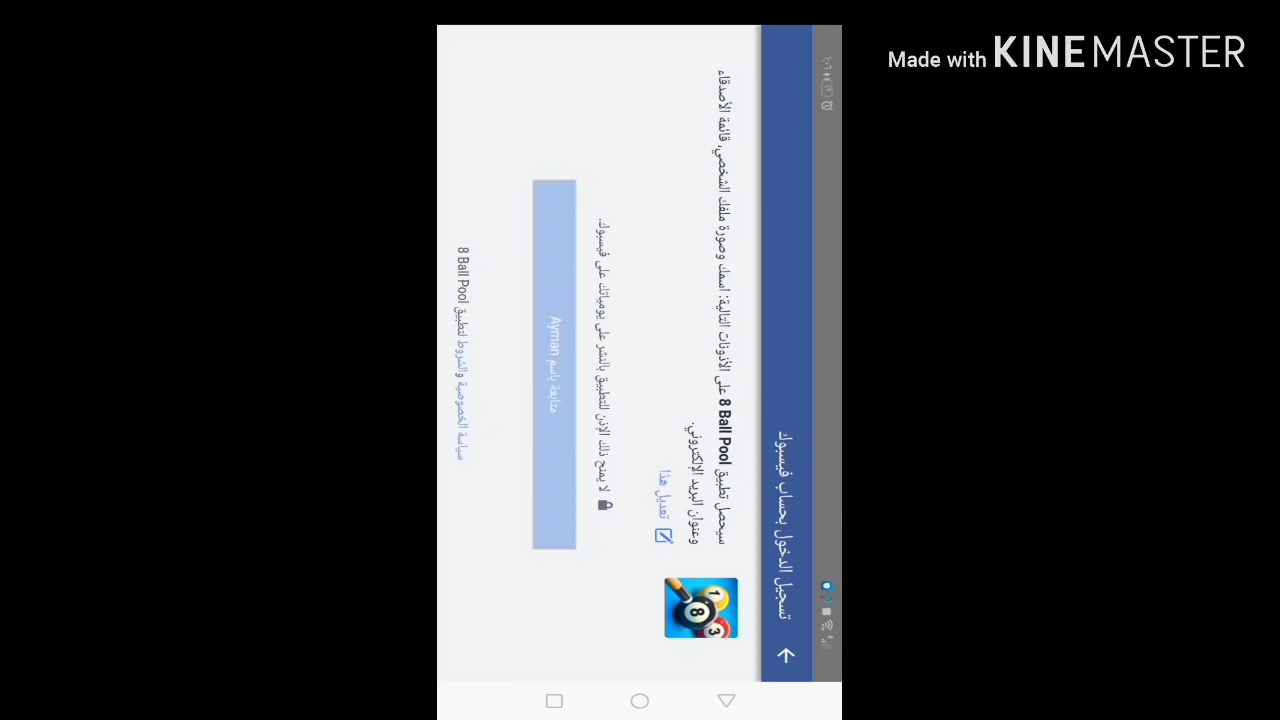 Made with KINEMASTER
١:٠٦
تسجيل الدخول بحساب فيسبوك
سيحصل تطبيق 8 Ball Pool على الأذونات التالية: اسمك وصورة ملفك الشخصي، قائمة الأصدقاء
وعنوان البريد الإلكتروني.
تعديل هذا
لا يمنح ذلك الإذن للتطبيق بالنشر على يومياتك على فيسبوك.
متابعة باسم Ayman
سياسة الخصوصية والشروط لتطبيق 8 Ball Pool